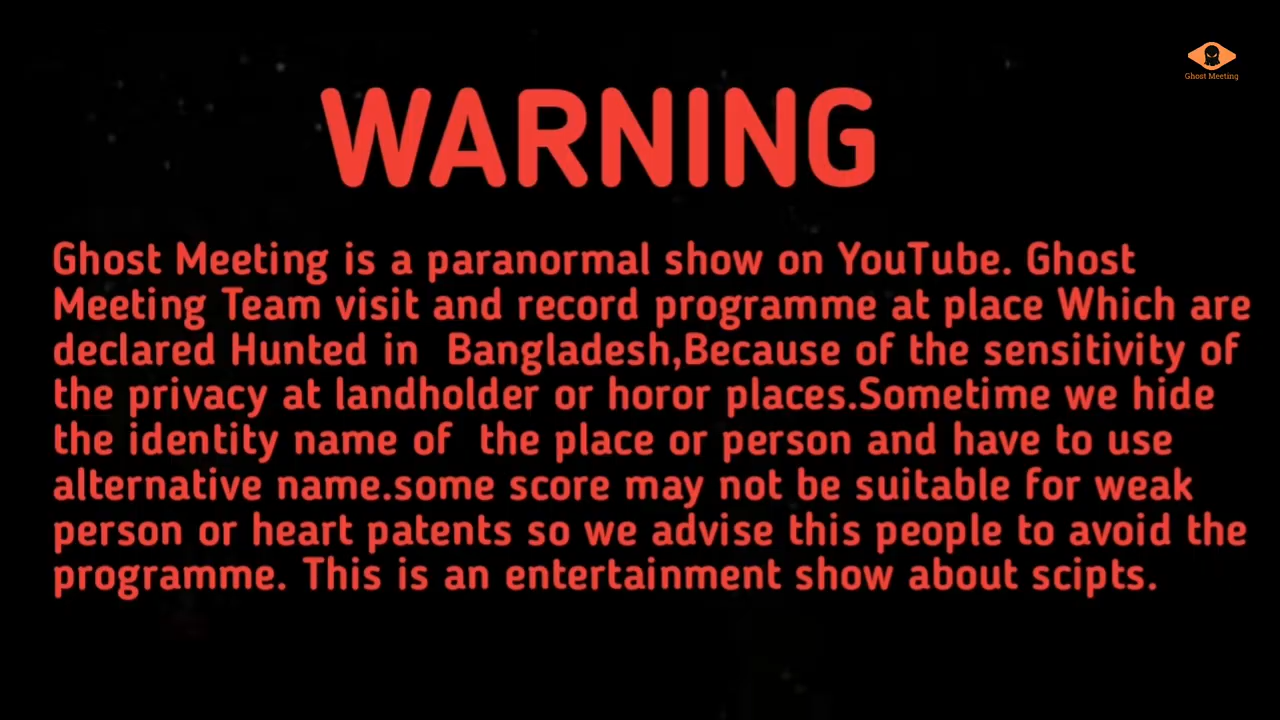 Ghost Meeting
WARNING
Ghost Meeting is a paranormal show on YouTube. Ghost
Meeting Team visit and record programme at place Which are
declared Hunted in  Bangladesh,Because of the sensitivity of
the privacy at landholder or horor places.Sometime we hide
the identity name of  the place or person and have to use
alternative name.some score may not be suitable for weak
person or heart patents so we advise this people to avoid the
programme. This is an entertainment show about scipts.